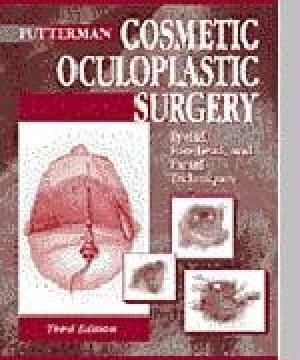 PUTTERMAN
COSMETIC
OCULOPLASTIC
SURGERY
Eyelid,
Forehead, and
Facial
Techniques
Third Edition